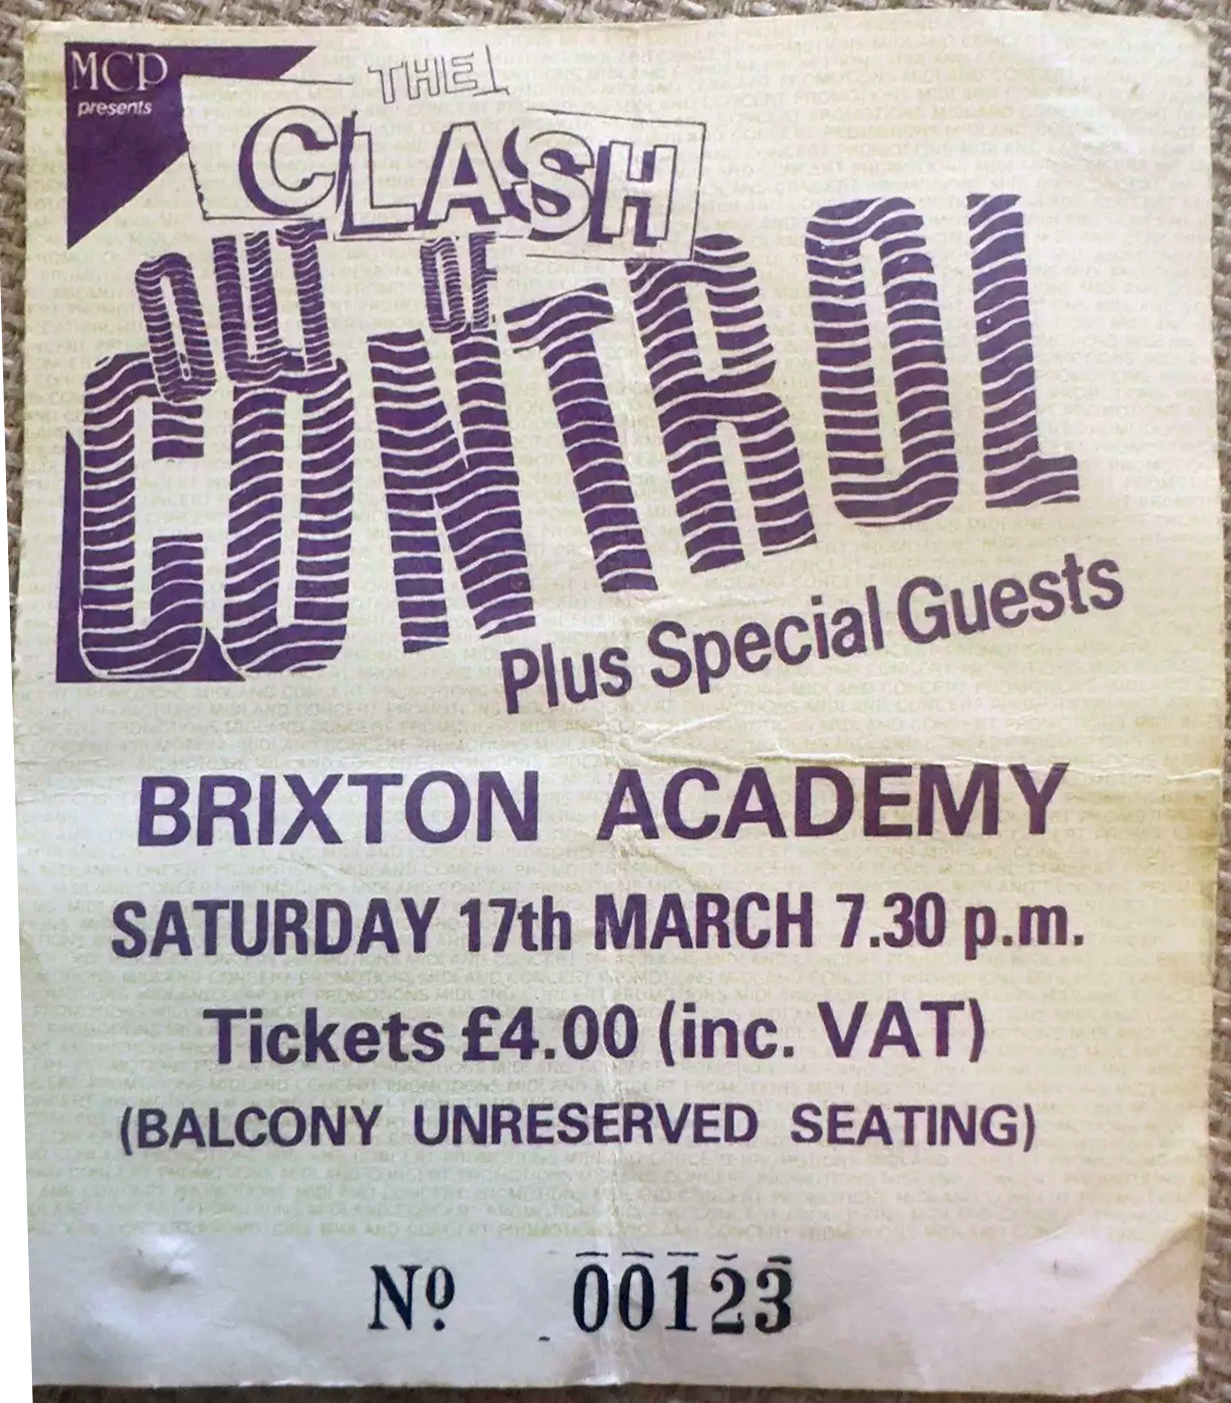 MCP
presents
THE
CLASH
OUT OF
CONTROL
Plus Special Guests
BRIXTON ACADEMY
SATURDAY 17th MARCH 7.30 p.m.
Tickets £4.00 (inc. VAT)
(BALCONY UNRESERVED SEATING)
Nº 00123